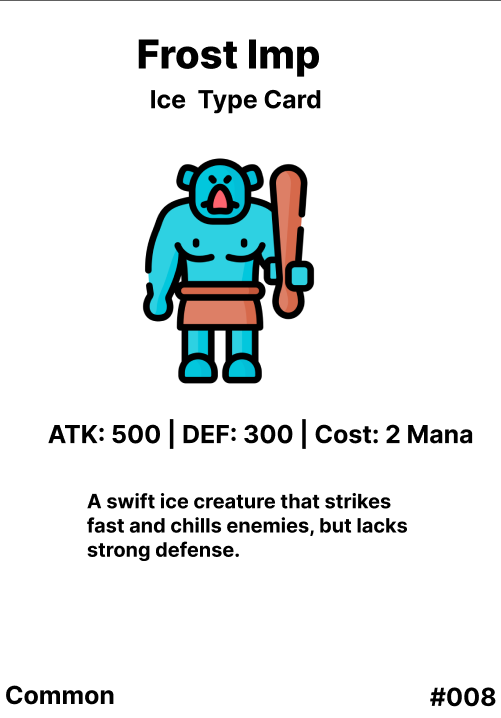 Frost Imp
Ice  Type Card
ATK: 500 | DEF: 300 | Cost: 2 Mana
A swift ice creature that strikes
fast and chills enemies, but lacks
strong defense.
Common
#008